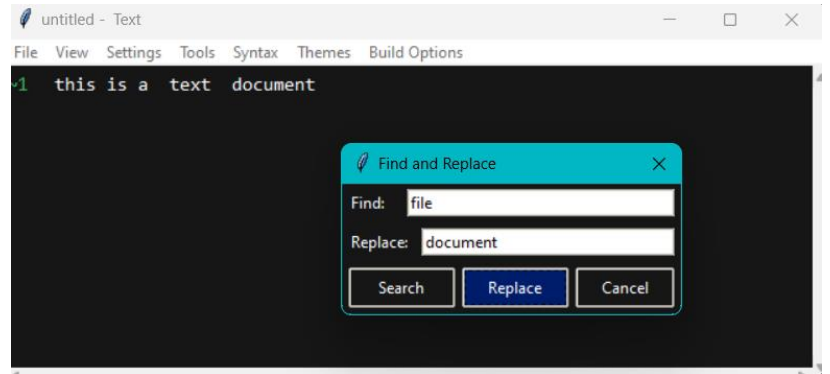 untitled - Text
File View Settings Tools Syntax Themes Build Options
~1 this is a text document
Find and Replace
Find: file
Replace: document
Search Replace Cancel